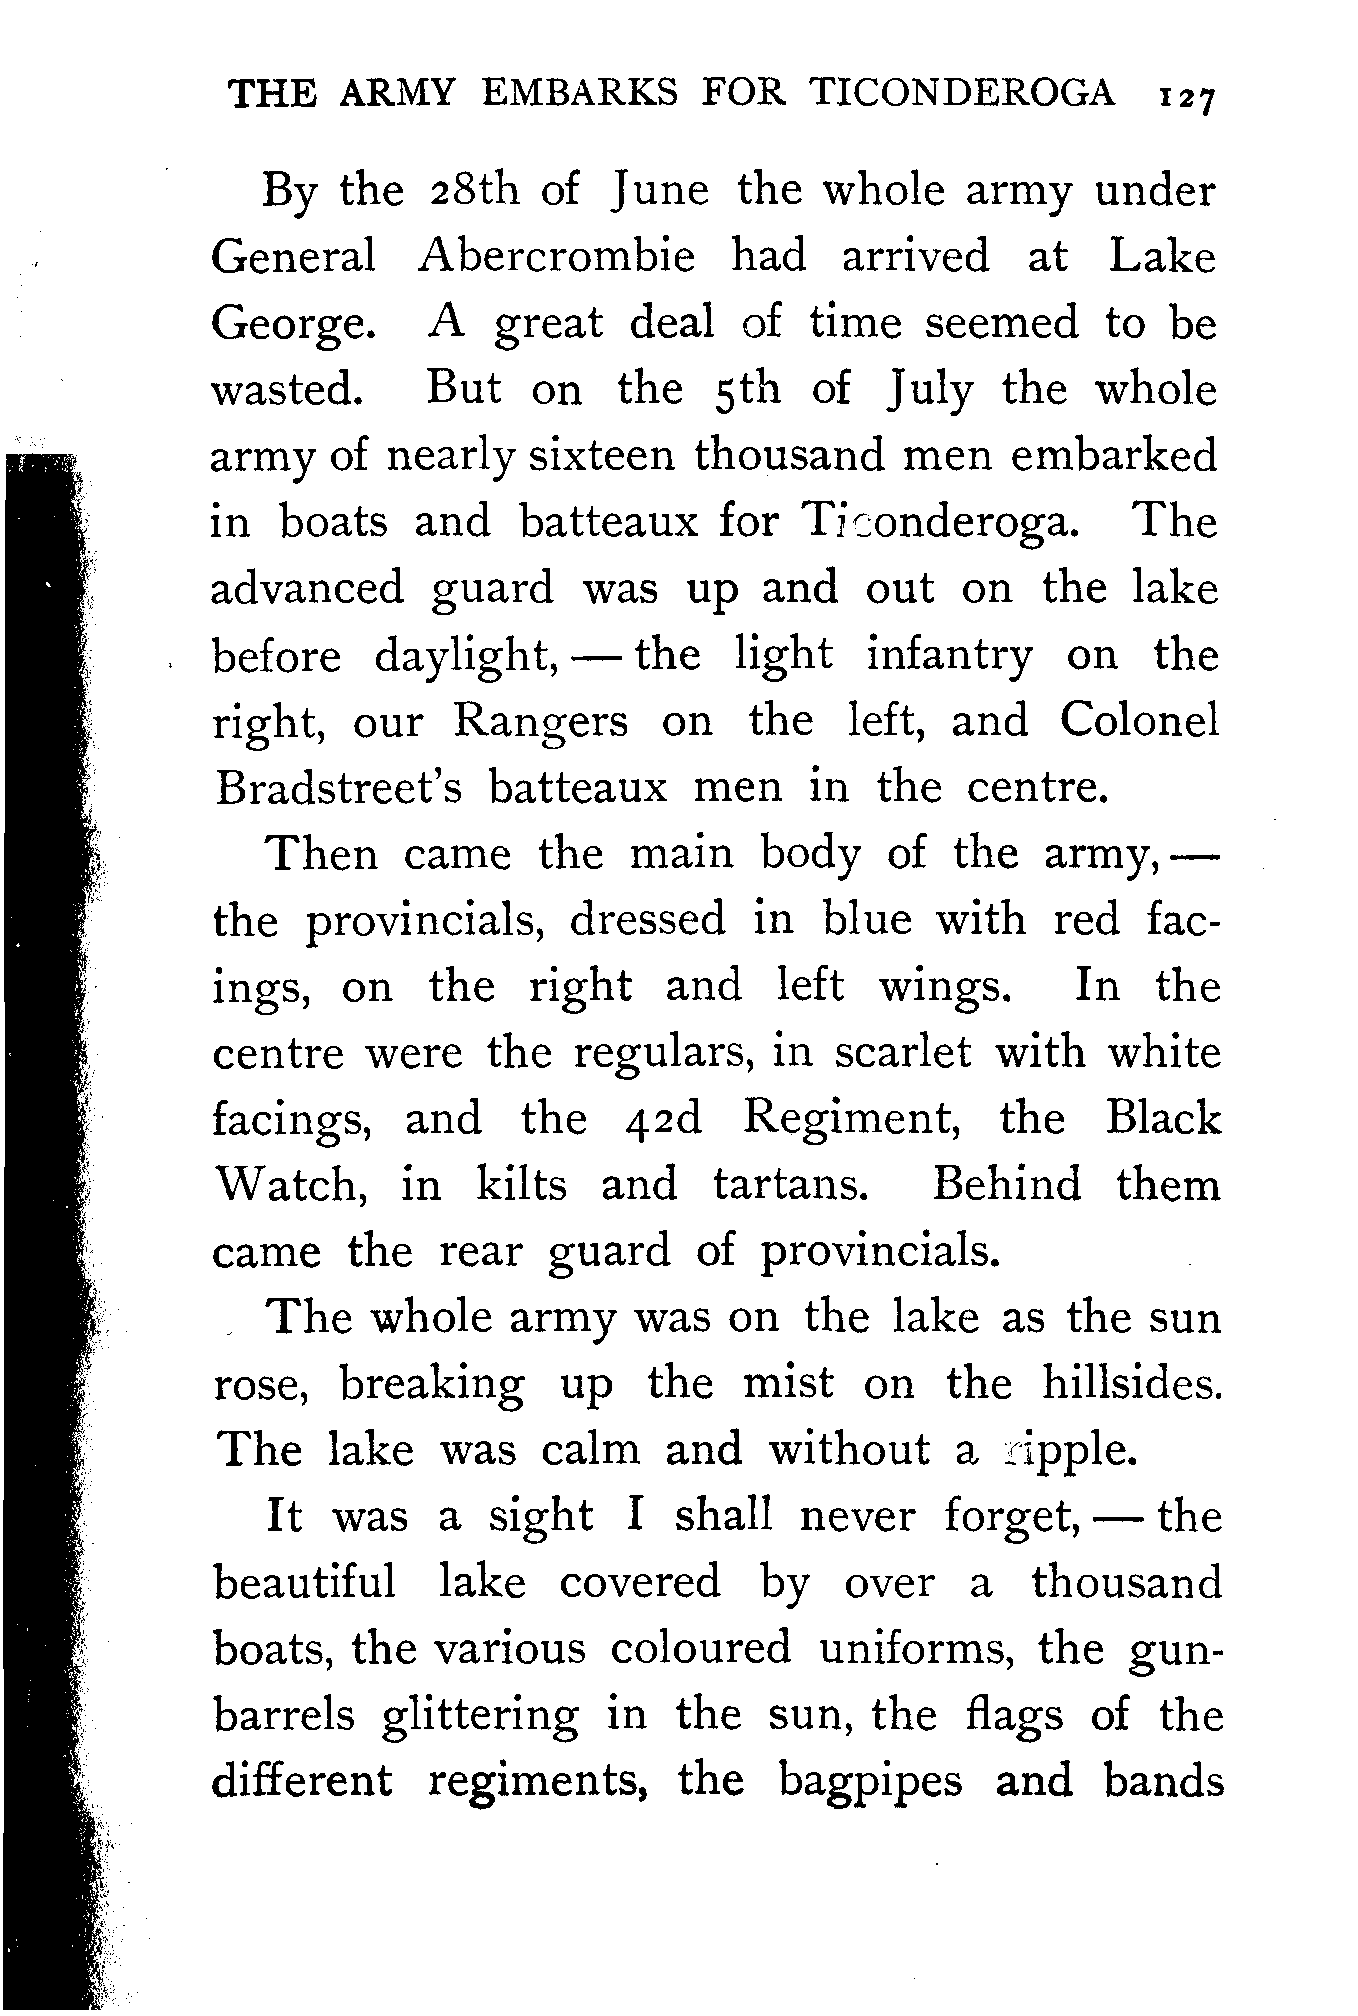 THE ARMY EMBARKS FOR TICONDEROGA 127
By the 28th of June the whole army under
General Abercrombie had arrived at Lake
George. A great deal of time seemed to be
wasted. But on the 5th of July the whole
army of nearly sixteen thousand men embarked
in boats and batteaux for Ticonderoga. The
advanced guard was up and out on the lake
before daylight, — the light infantry on the
right, our Rangers on the left, and Colonel
Bradstreet's batteaux men in the centre.
Then came the main body of the army, —
the provincials, dressed in blue with red fac-
ings, on the right and left wings. In the
centre were the regulars, in scarlet with white
facings, and the 42d Regiment, the Black
Watch, in kilts and tartans. Behind them
came the rear guard of provincials.
The whole army was on the lake as the sun
rose, breaking up the mist on the hillsides.
The lake was calm and without a ripple.
It was a sight I shall never forget, — the
beautiful lake covered by over a thousand
boats, the various coloured uniforms, the gun-
barrels glittering in the sun, the flags of the
different regiments, the bagpipes and bands